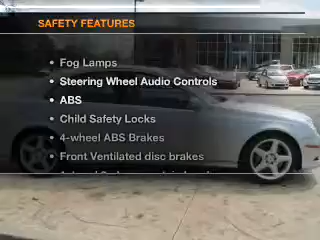 SAFETY FEATURES
Fog Lamps
Steering Wheel Audio Controls
ABS
Child Safety Locks
4-wheel ABS Brakes
Front Ventilated disc brakes